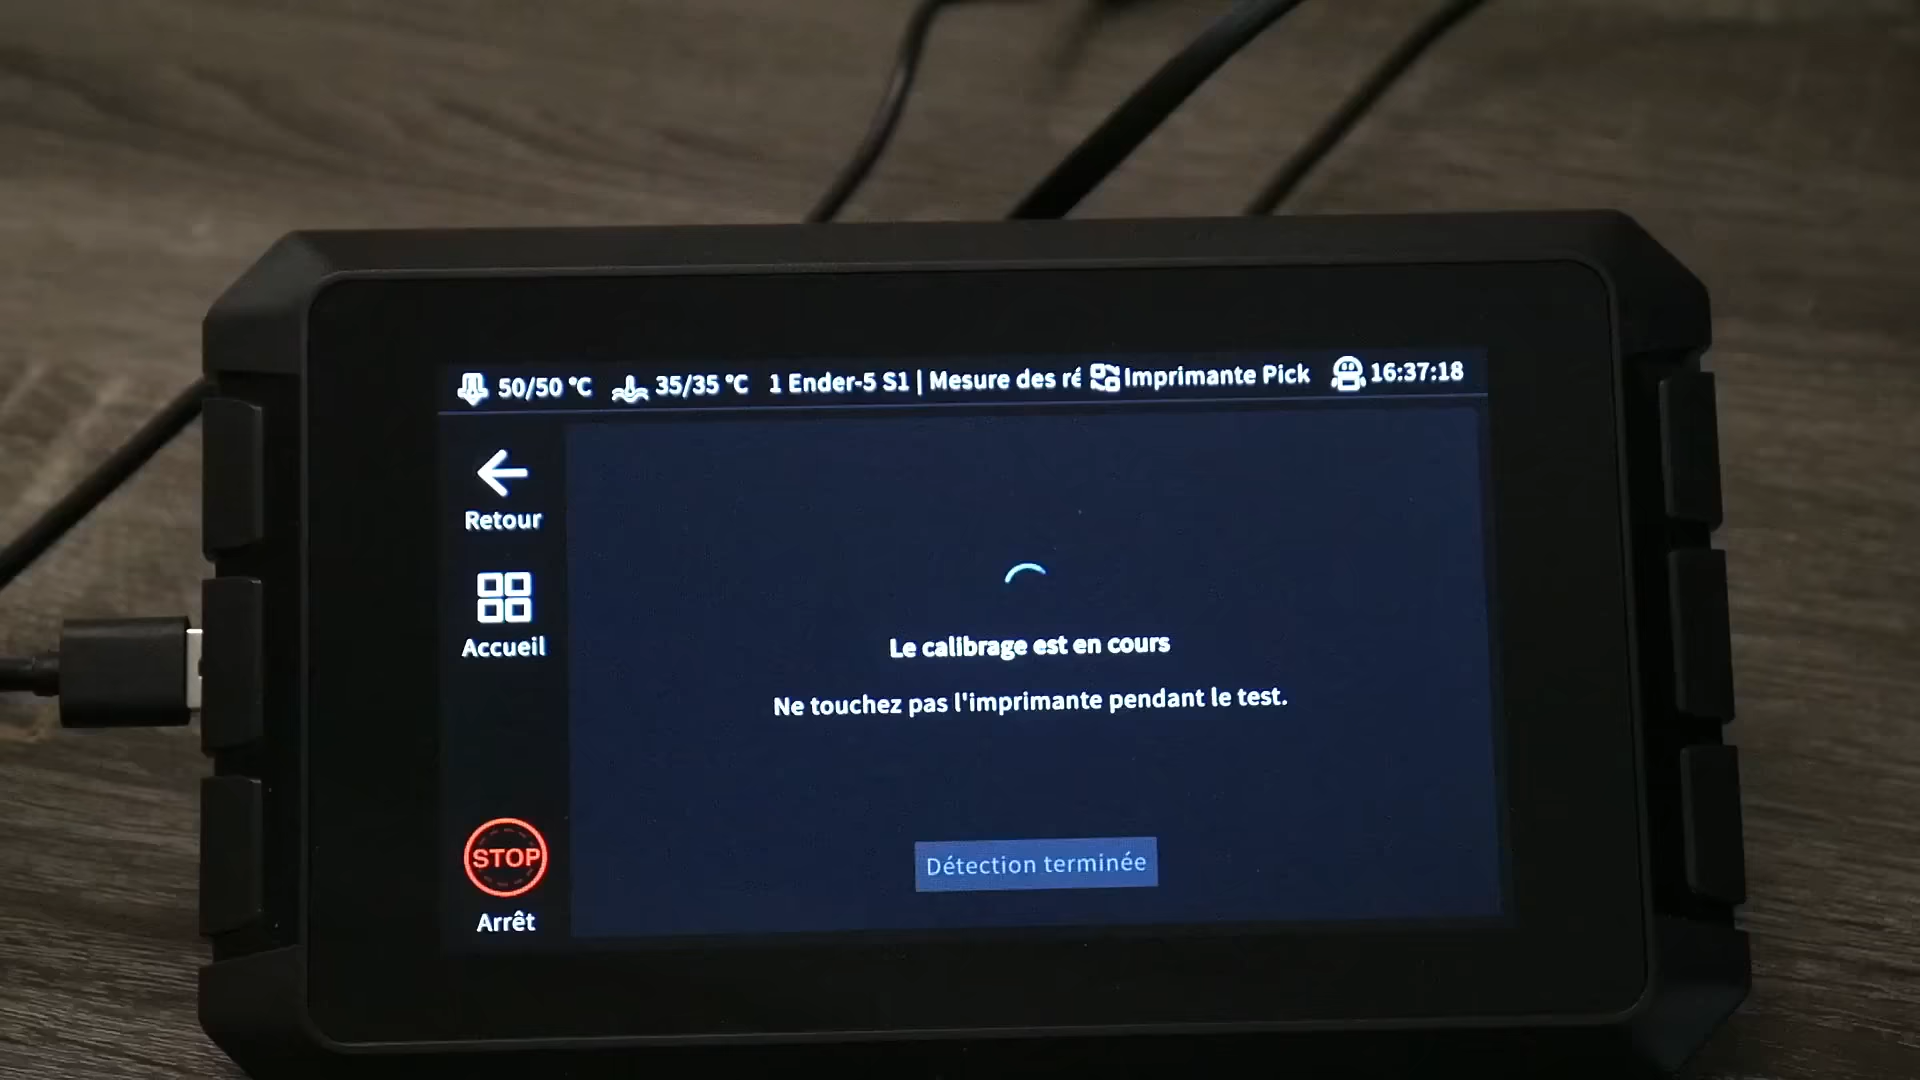 50/50 °C 35/35 °C 1 Ender-5 S1 | Mesure des ré Imprimante Pick 16:37:18
Retour
Accueil
Le calibrage est en cours
Ne touchez pas l'imprimante pendant le test.
Détection terminée
STOP
Arrêt